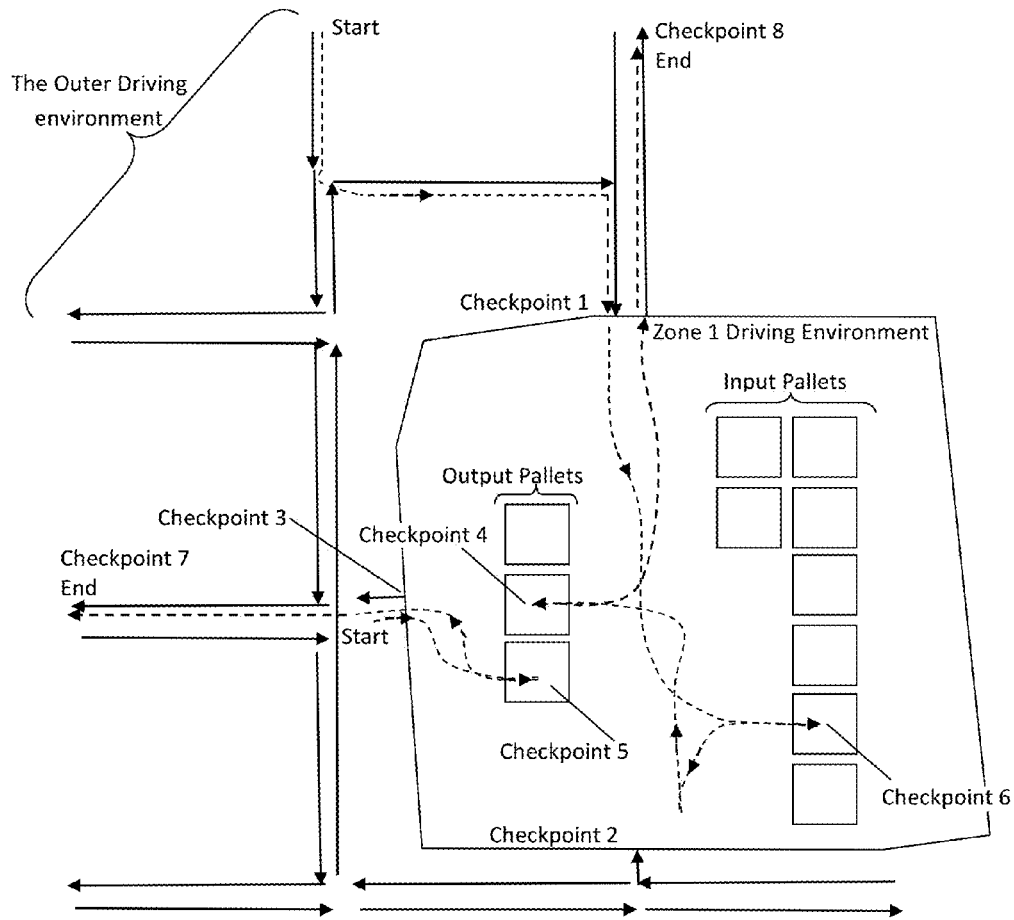 Start
Checkpoint 8
End
The Outer Driving
environment
Checkpoint 1
Zone 1 Driving Environment
Input Pallets
Output Pallets
Checkpoint 3
Checkpoint 4
Checkpoint 7
End
Start
Checkpoint 5
Checkpoint 6
Checkpoint 2